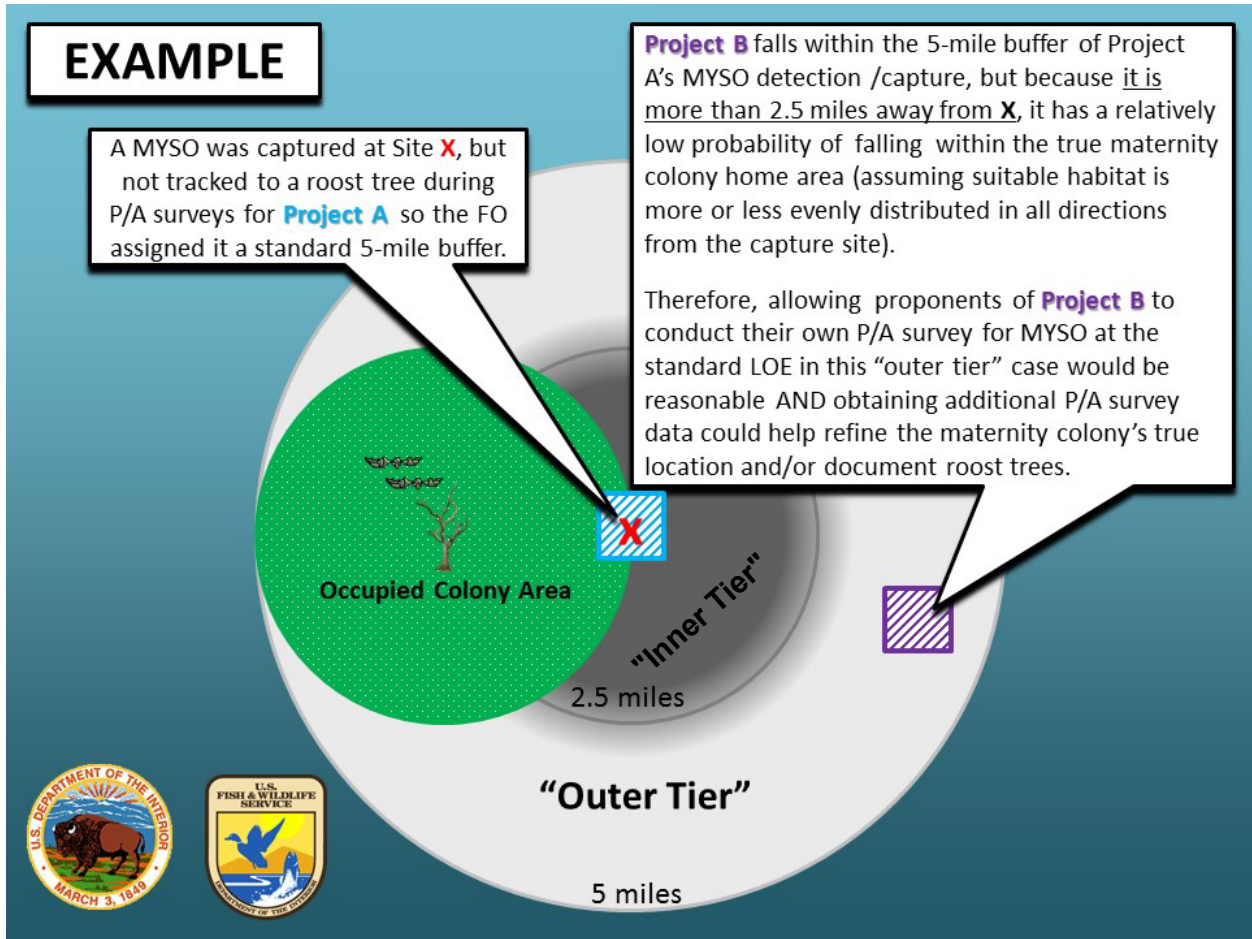 EXAMPLE
A MYSO was captured at Site X, but
not tracked to a roost tree during
P/A surveys for Project A so the FO
assigned it a standard 5-mile buffer.
Project B falls within the 5-mile buffer of Project
A's MYSO detection /capture, but because it is
more than 2.5 miles away from X, it has a relatively
low probability of falling within the true maternity
colony home area (assuming suitable habitat is
more or less evenly distributed in all directions
from the capture site).
Therefore, allowing proponents of Project B to
conduct their own P/A survey for MYSO at the
standard LOE in this “outer tier” case would be
reasonable AND obtaining additional P/A survey
data could help refine the maternity colony's true
location and/or document roost trees.
X
Occupied Colony Area
"Inner Tier"
2.5 miles
“Outer Tier”
5 miles
U.S. DEPARTMENT OF THE INTERIOR
MARCH 3, 1849
U.S.
FISH & WILDLIFE
SERVICE
DEPARTMENT OF THE INTERIOR